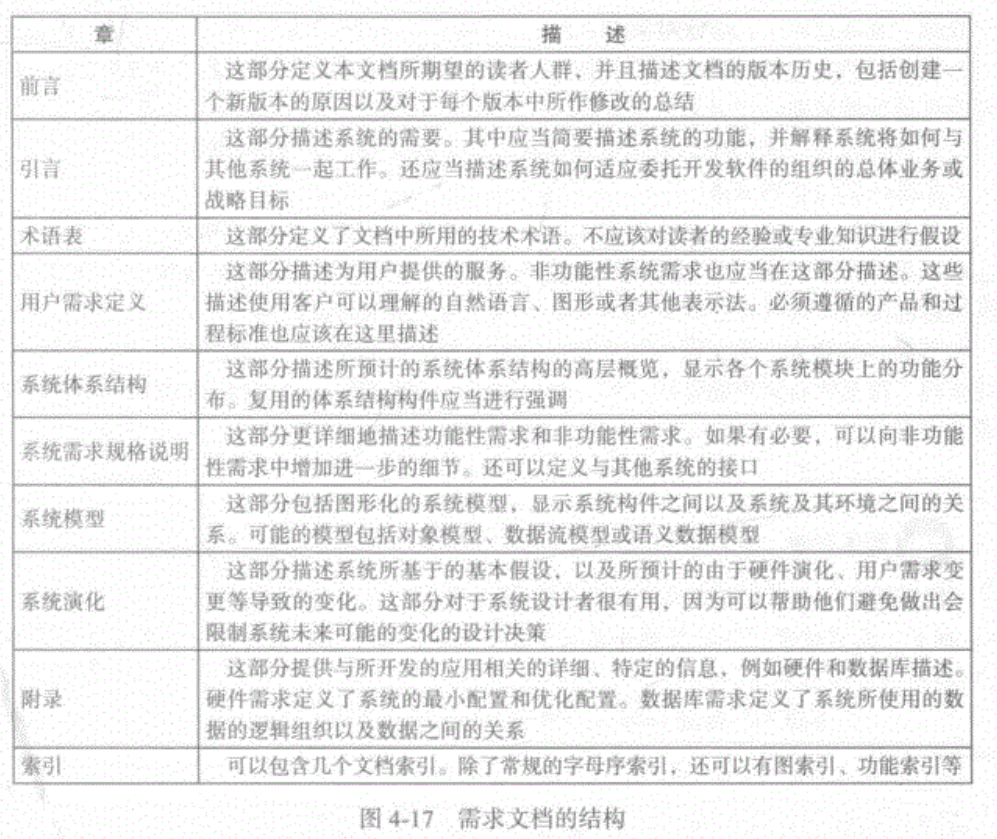 章 描 述
前言 这部分定义本文档所期望的读者人群，并且描述文档的版本历史，包括创建一
个新版本的原因以及对于每个版本中所作修改的总结
引言 这部分描述系统的需要。其中应当简要描述系统的功能，并解释系统将如何与
其他系统一起工作。还应当描述系统如何适应委托开发软件的组织的总体业务或
战略目标
术语表 这部分定义了文档中所用的技术术语。不应该对读者的经验或专业知识进行假设
用户需求定义 这部分描述为用户提供的服务。非功能性系统需求也应当在这部分描述。这些
描述使用客户可以理解的自然语言、图形或者其他表示法。必须遵循的产品和过
程标准也应该在这里描述
系统体系结构 这部分描述所预计的系统体系结构的高层概览，显示各个系统模块上的功能分
布。复用的体系结构构件应当进行强调
系统需求规格说明 这部分更详细地描述功能性需求和非功能性需求。如果有必要，可以向非功能
性需求中增加进一步的细节。还可以定义与其他系统的接口
系统模型 这部分包括图形化的系统模型，显示系统构件之间以及系统及其环境之间的关
系。可能的模型包括对象模型、数据流模型或语义数据模型
系统演化 这部分描述系统所基于的基本假设，以及所预计的由于硬件演化、用户需求变
更等导致的变化。这部分对于系统设计者很有用，因为可以帮助他们避免做出会
限制系统未来可能的变化的设计决策
附录 这部分提供与所开发的应用相关的详细、特定的信息，例如硬件和数据库描述。
硬件需求定义了系统的最小配置和优化配置。数据库需求定义了系统所使用的数
据的逻辑组织以及数据之间的关系
索引 可以包含几个文档索引。除了常规的字母序索引，还可以有图索引、功能索引等
图 4-17 需求文档的结构